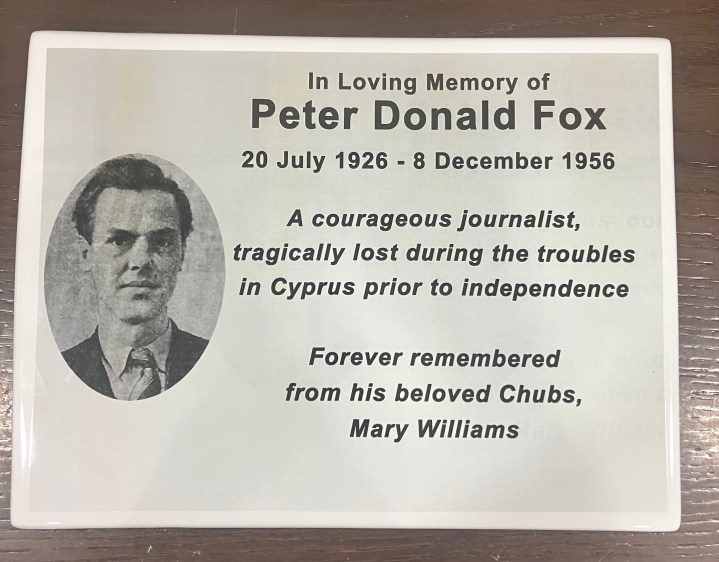 In Loving Memory of
Peter Donald Fox
20 July 1926 - 8 December 1956
A courageous journalist,
tragically lost during the troubles
in Cyprus prior to independence
Forever remembered
from his beloved Chubs,
Mary Williams